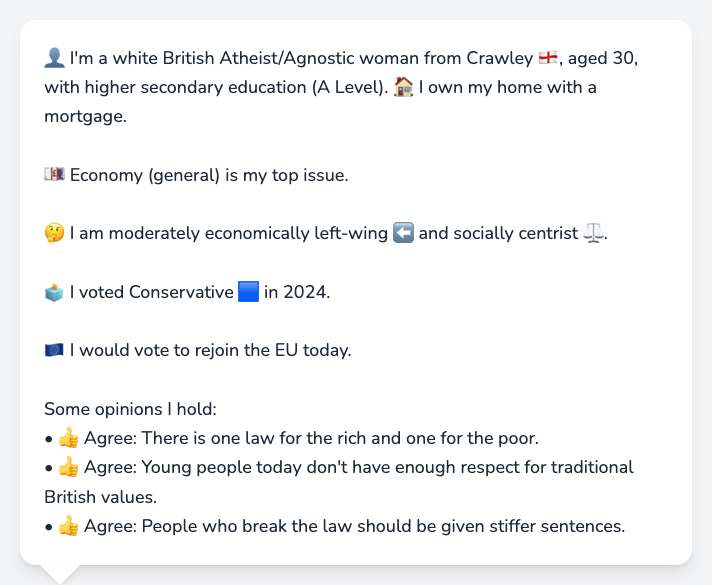 👤 I'm a white British Atheist/Agnostic woman from Crawley 🏴󠁧󠁢󠁥󠁮󠁧󠁿, aged 30,
with higher secondary education (A Level). 🏠 I own my home with a
mortgage.
💷 Economy (general) is my top issue.
🤔 I am moderately economically left-wing ⬅️ and socially centrist ⚖️.
🗳️ I voted Conservative 🟦 in 2024.
🇪🇺 I would vote to rejoin the EU today.
Some opinions I hold:
• 👍 Agree: There is one law for the rich and one for the poor.
• 👍 Agree: Young people today don't have enough respect for traditional
British values.
• 👍 Agree: People who break the law should be given stiffer sentences.